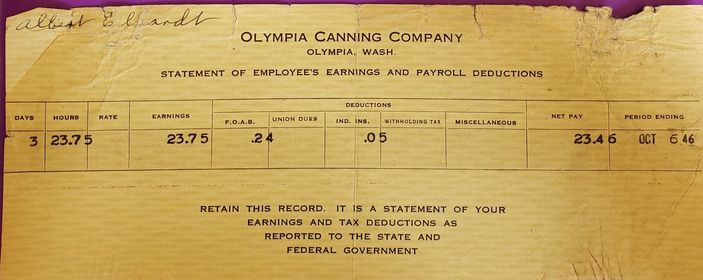 Albert Ehhardt
OLYMPIA CANNING COMPANY
OLYMPIA, WASH.
STATEMENT OF EMPLOYEE'S EARNINGS AND PAYROLL DEDUCTIONS
DEDUCTIONS
DAYS HOURS RATE EARNINGS F.O.A.B. UNION DUES IND. INS. WITHHOLDING TAX MISCELLANEOUS NET PAY PERIOD ENDING
3 23.75 23.75 .24 .05 23.46 OCT 6 46
RETAIN THIS RECORD. IT IS A STATEMENT OF YOUR
EARNINGS AND TAX DEDUCTIONS AS
REPORTED TO THE STATE AND
FEDERAL GOVERNMENT